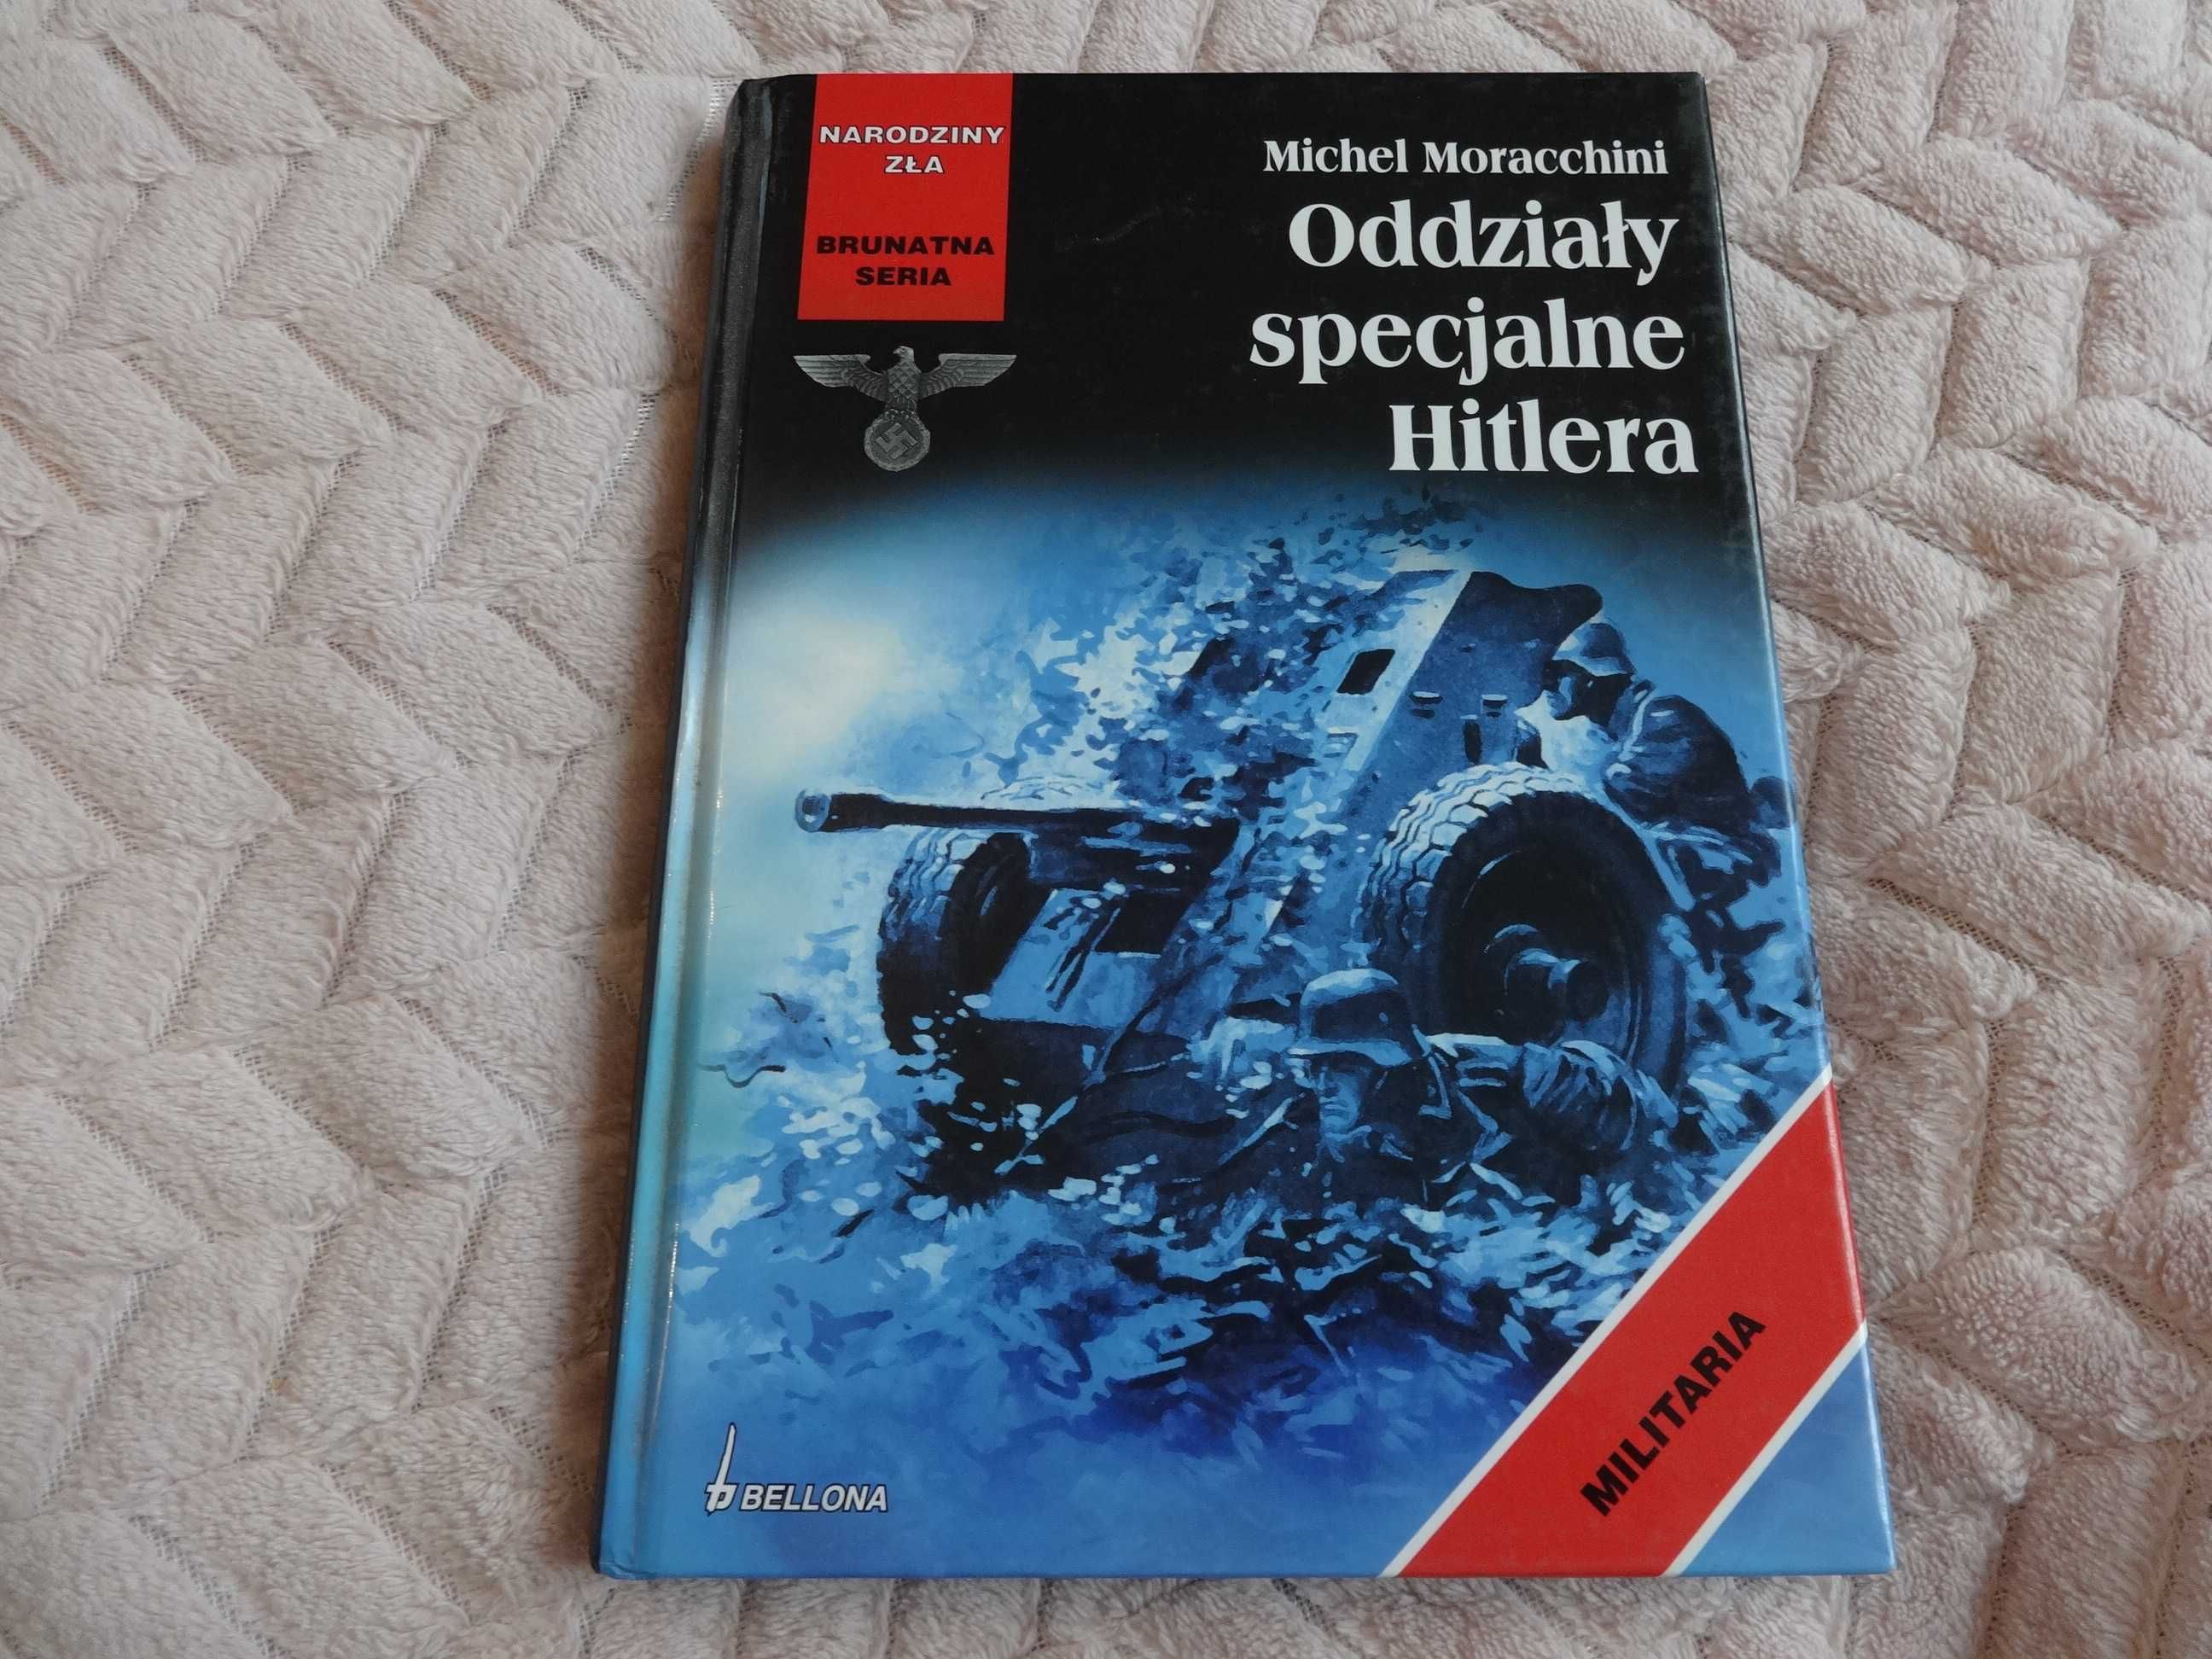 NARODZINY
ZŁA
BRUNATNA
SERIA
Michel Moracchini
Oddziały
specjalne
Hitlera
MILITARIA
BELLONA